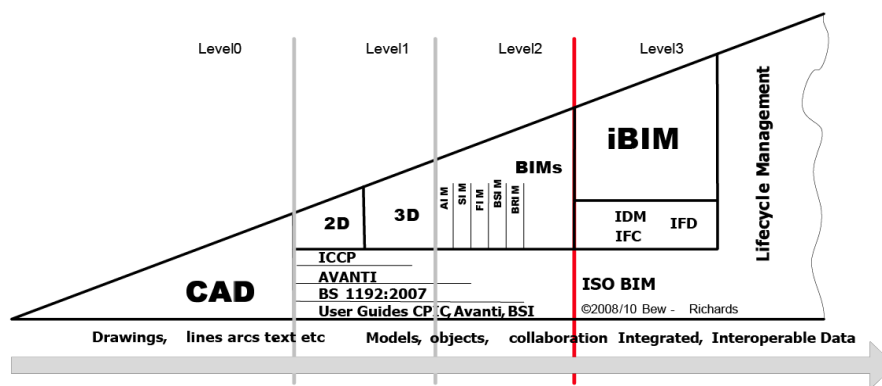 Level0 Level1 Level2 Level3
iBIM
BIMs
2D 3D
AIM
SIM
FIM
BSIM
BRIM
IDM IFD
IFC
Lifecycle Management
ICCP
AVANTI
BS 1192:2007
User Guides CPIC, Avanti, BSI
CAD
ISO BIM
©2008/10 Bew - Richards
Drawings, lines arcs text etc Models, objects, collaboration Integrated, Interoperable Data